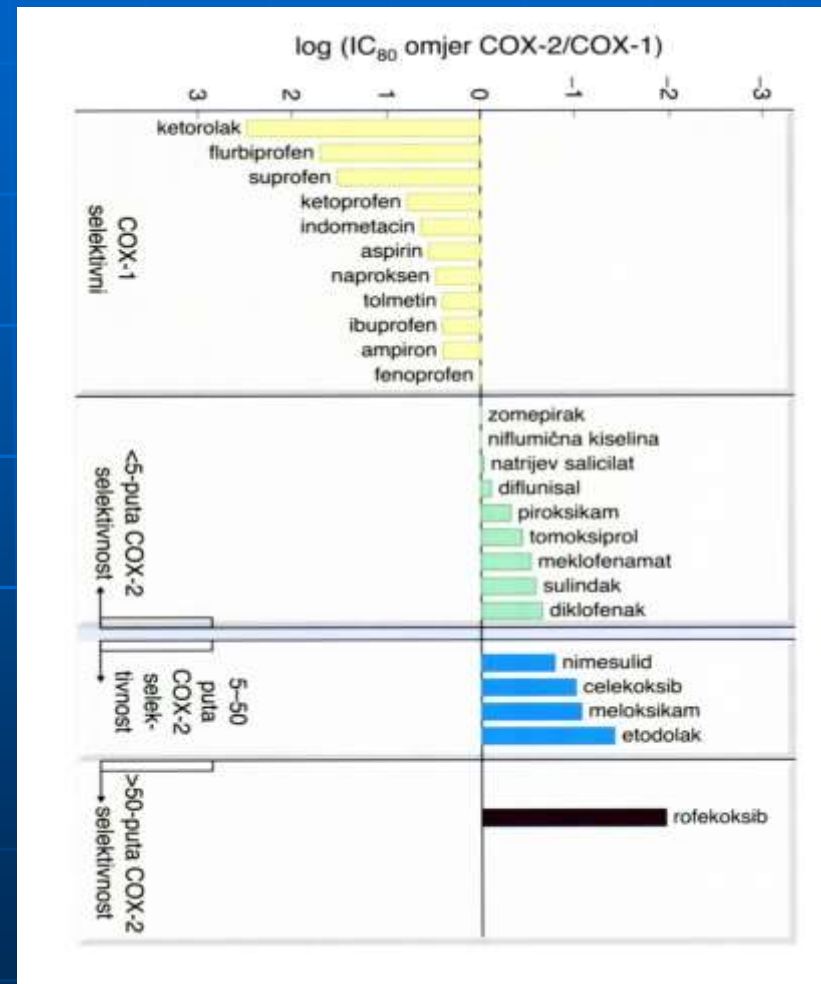 log (IC₈₀ omjer COX-2/COX-1)
3 2 1 0 –1 –2 –3
COX-1
selektivni
ketorolak
flurbiprofen
suprofen
ketoprofen
indometacin
aspirin
naproksen
tolmetin
ibuprofen
ampiron
fenoprofen
<5-puta COX-2
selektivnost
zomepirak
niflumična kiselina
natrijev salicilat
diflunisal
piroksikam
tomoksiprol
meklofenamat
sulindak
diklofenak
5–50
puta
COX-2
selek-
tivnost
nimesulid
celekoksib
meloksikam
etodolak
>50-puta COX-2
selektivnost
rofekoksib